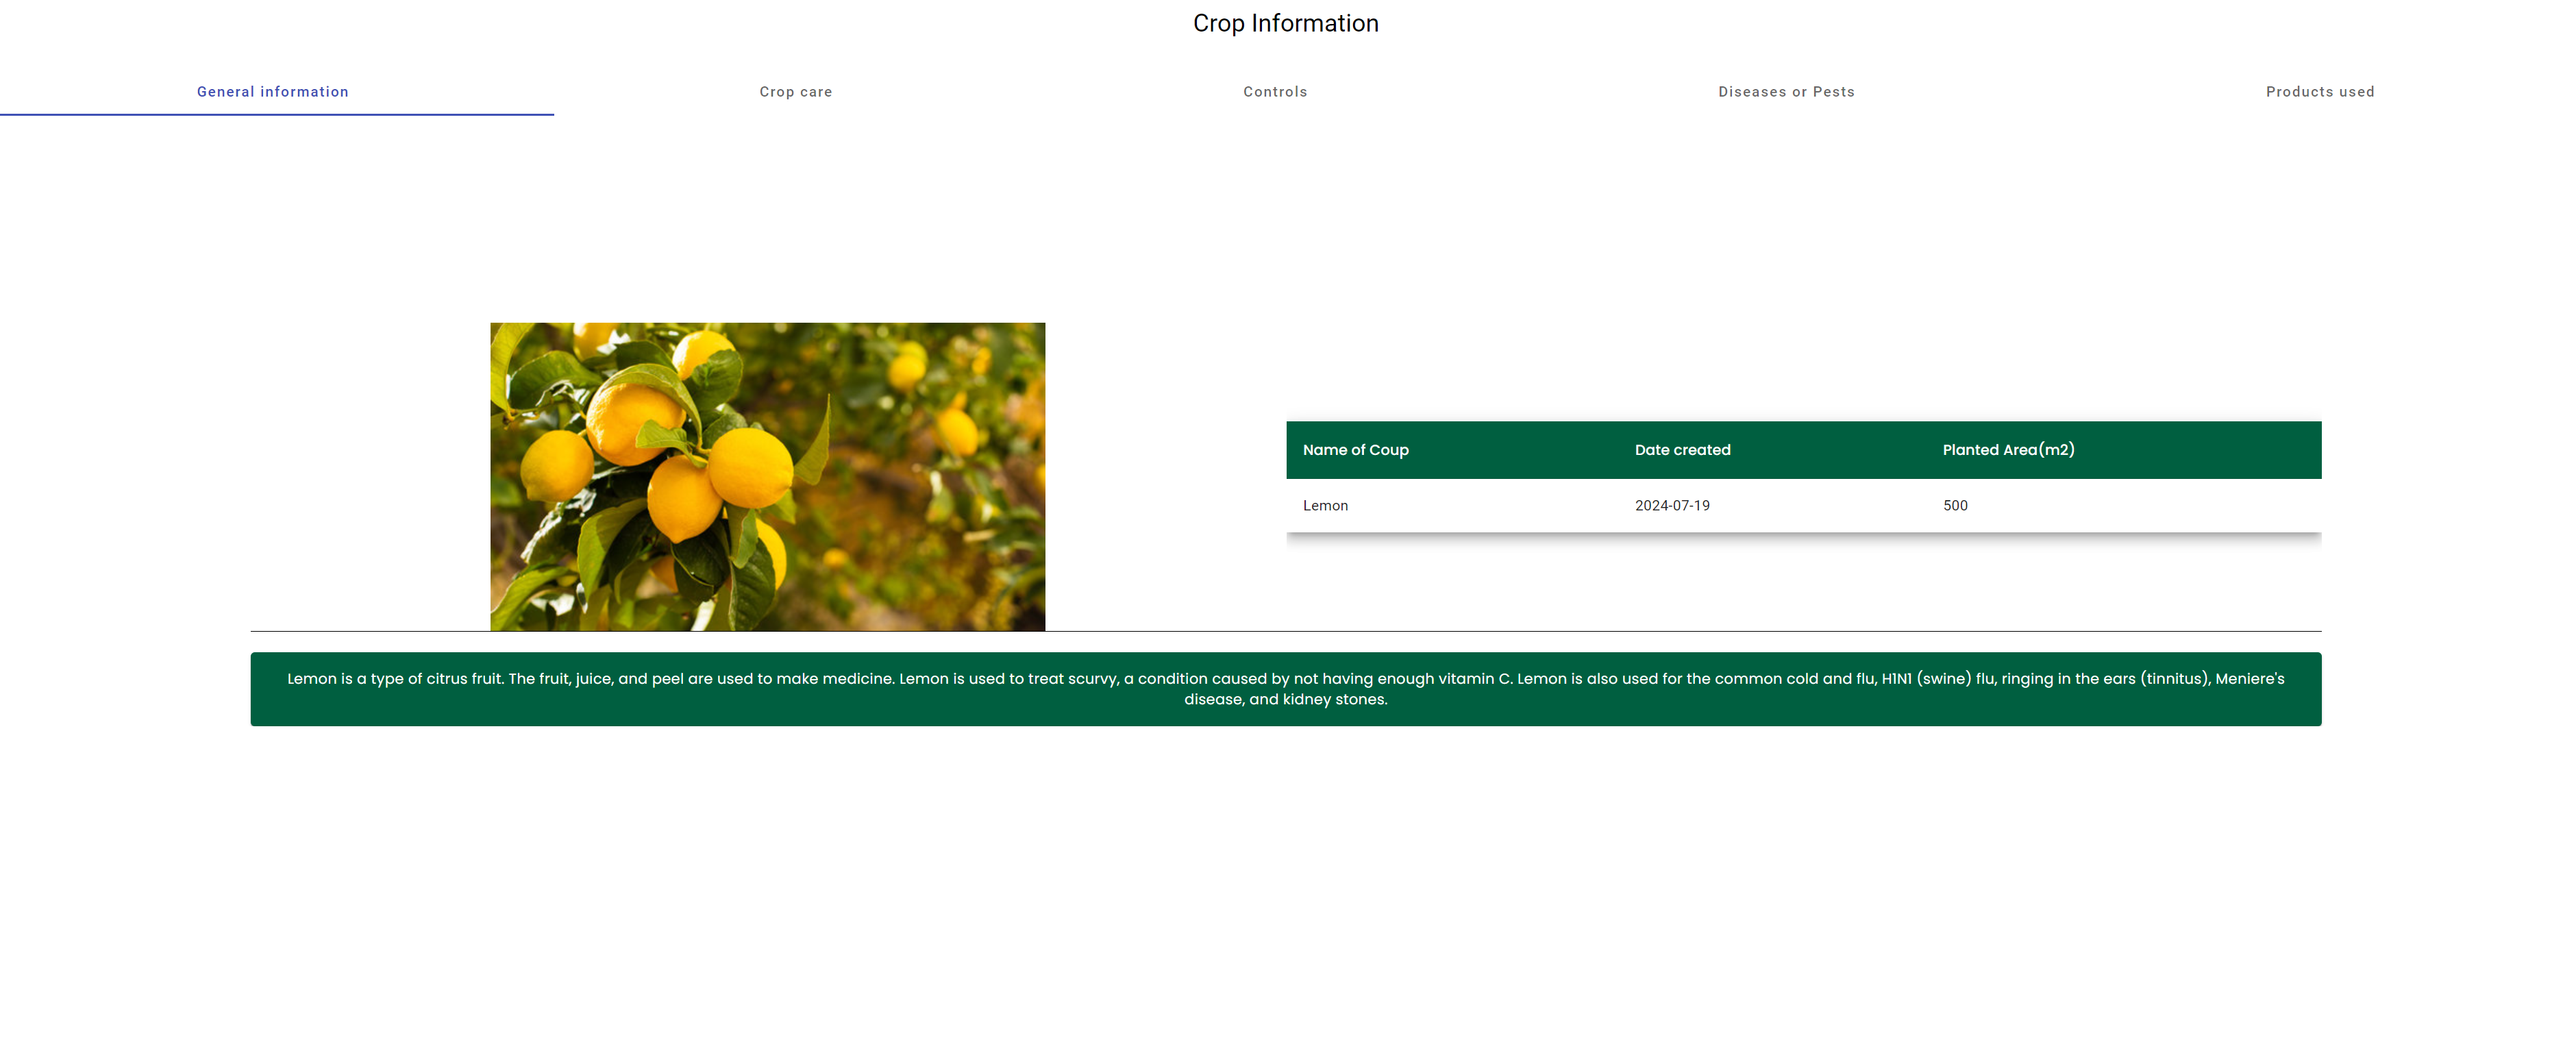 Crop Information
General information Crop care Controls Diseases or Pests Products used
Name of Coup Date created Planted Area(m2)
Lemon 2024-07-19 500
Lemon is a type of citrus fruit. The fruit, juice, and peel are used to make medicine. Lemon is used to treat scurvy, a condition caused by not having enough vitamin C. Lemon is also used for the common cold and flu, H1N1 (swine) flu, ringing in the ears (tinnitus), Meniere's
disease, and kidney stones.